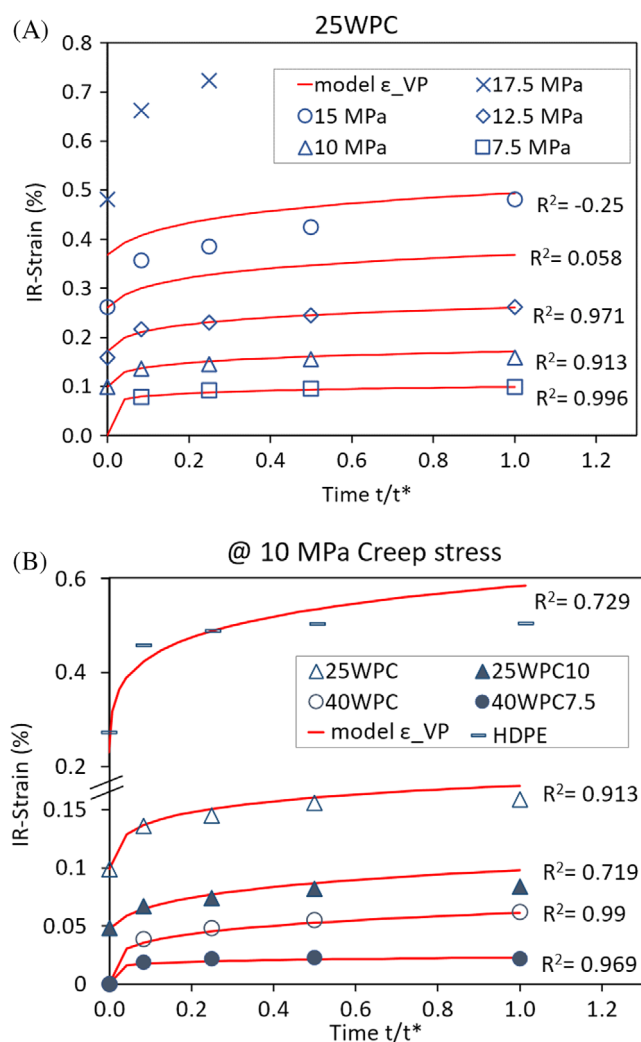 (A)
25WPC
0.8
0.7
0.6
0.5
0.4
0.3
0.2
0.1
0.0
IR-Strain (%)
model ε_VP
17.5 MPa
15 MPa
12.5 MPa
10 MPa
7.5 MPa
R²= -0.25
R²= 0.058
R²= 0.971
R²= 0.913
R²= 0.996
0.0 0.2 0.4 0.6 0.8 1.0 1.2
Time t/t*
(B)
@ 10 MPa Creep stress
0.6
0.4
0.2
0.15
0.1
0.05
0
IR-Strain (%)
R²= 0.729
25WPC
25WPC10
40WPC
40WPC7.5
model ε_VP
HDPE
R²= 0.913
R²= 0.719
R²= 0.99
R²= 0.969
0.0 0.2 0.4 0.6 0.8 1.0
Time t/t*